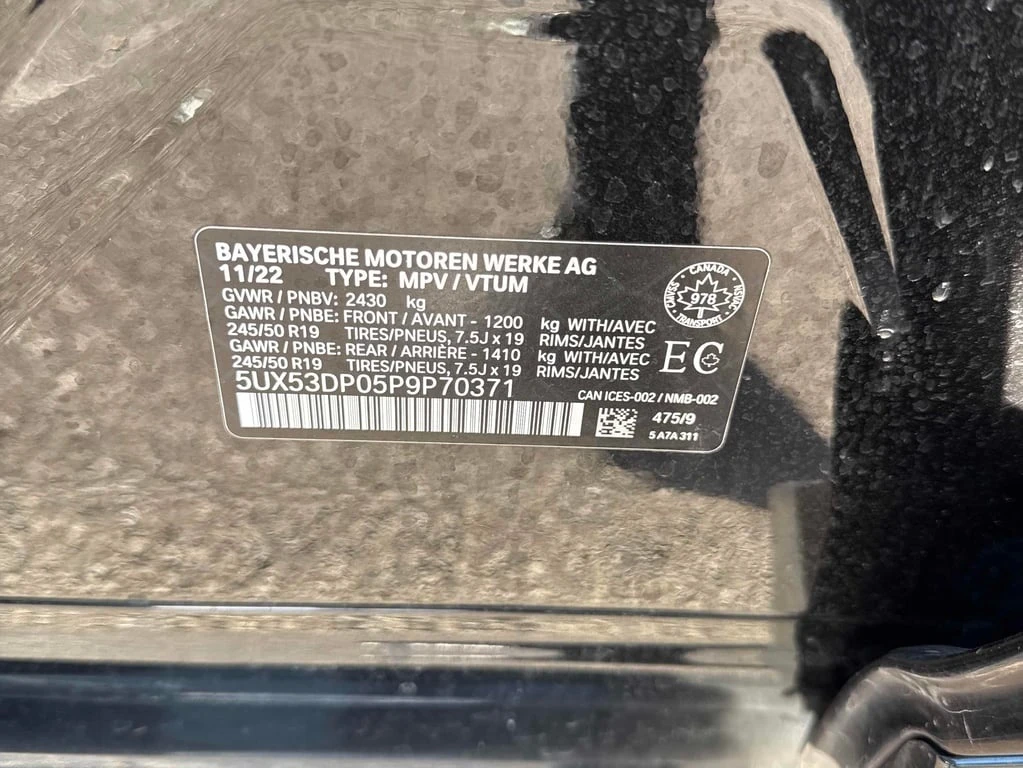 BAYERISCHE MOTOREN WERKE AG
11/22 TYPE: MPV / VTUM
GVWR / PNBV: 2430 kg
GAWR / PNBE: FRONT / AVANT - 1200 kg WITH/AVEC
245/50 R19 TIRES/PNEUS, 7.5J x 19 RIMS/JANTES
GAWR / PNBE: REAR / ARRIÈRE - 1410 kg WITH/AVEC
245/50 R19 TIRES/PNEUS, 7.5J x 19 RIMS/JANTES
5UX53DP05P9P70371
CANADA
CMVSS
978
NSVAC
TRANSPORT
EC
CAN ICES-002 / NMB-002
475/9
5 A7A 311